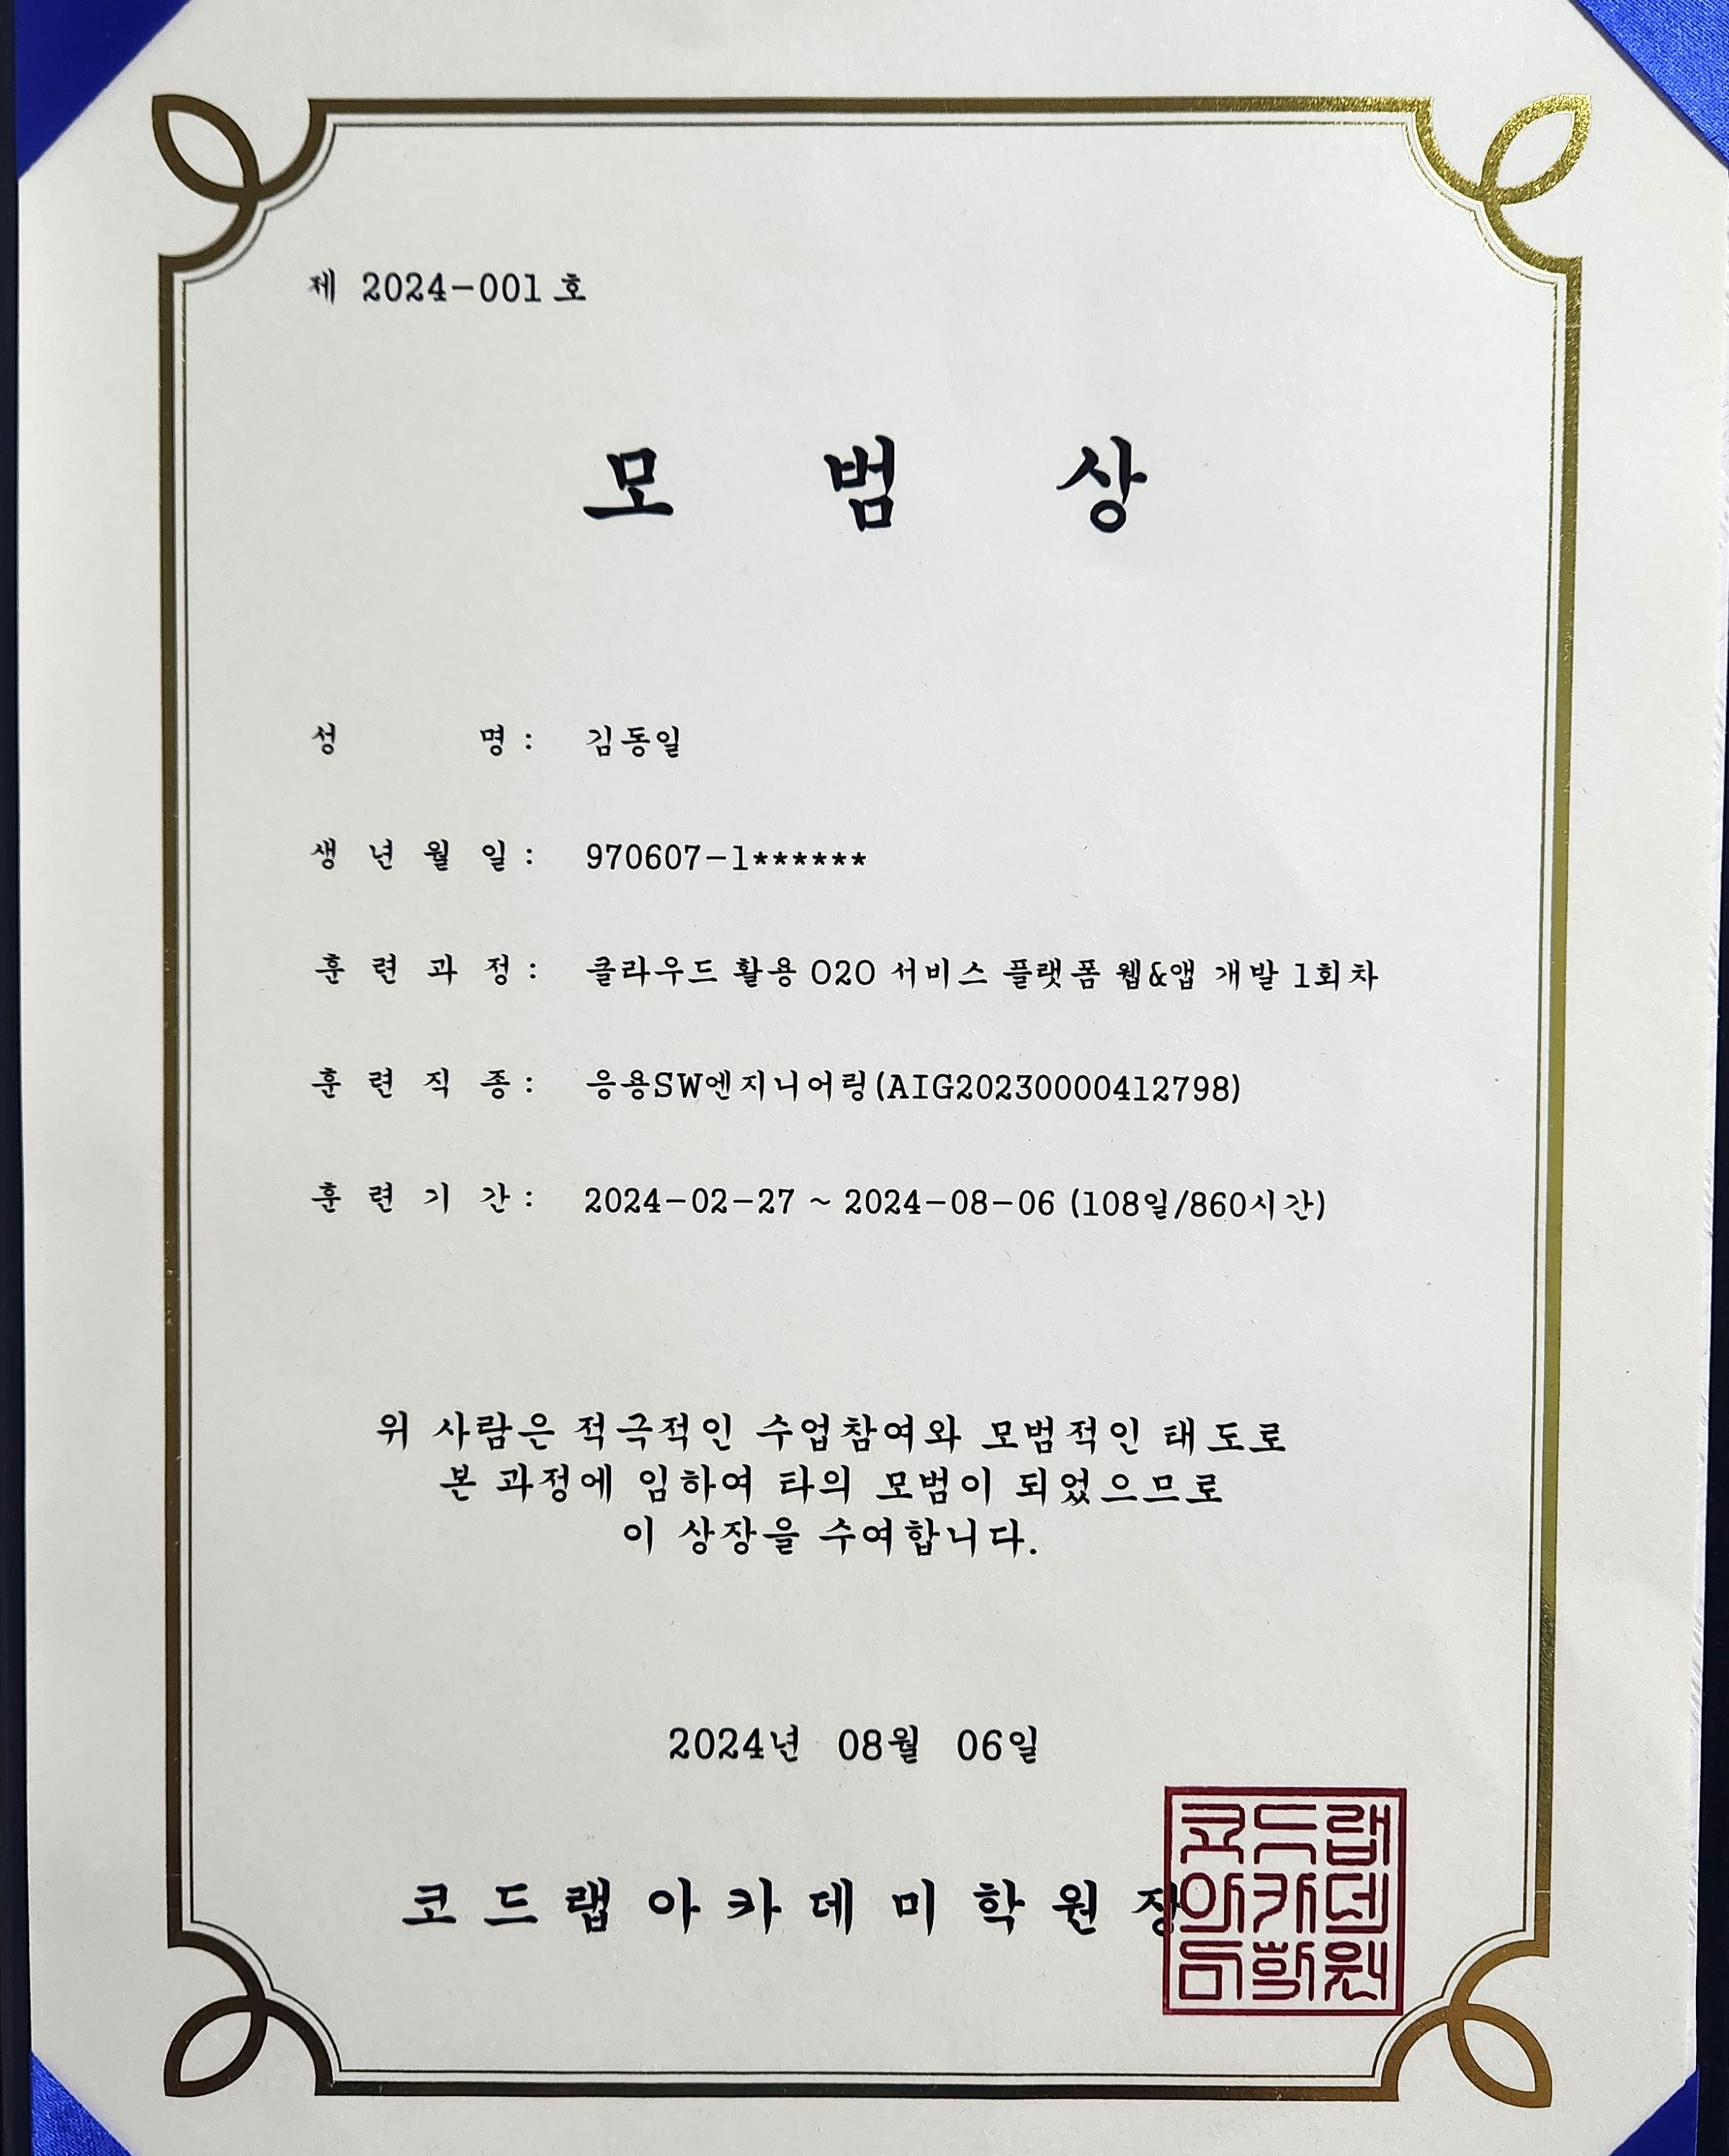 제 2024-001 호
모 범 상
성 명 : 김동일
생 년 월 일 : 970607-1******
훈 련 과 정 : 클라우드 활용 O2O 서비스 플랫폼 웹&앱 개발 1회차
훈 련 직 종 : 응용SW엔지니어링(AIG20230000412798)
훈 련 기 간 : 2024-02-27 ~ 2024-08-06 (108일/860시간)
위 사람은 적극적인 수업참여와 모범적인 태도로
본 과정에 임하여 타의 모범이 되었으므로
이 상장을 수여합니다.
2024년 08월 06일
코 드 랩 아 카 데 미 학 원 장
코드랩
아카데
미학원